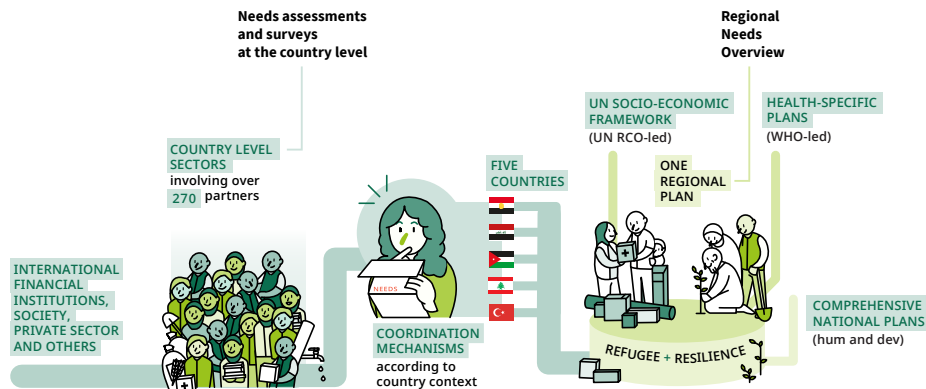 Needs assessments
and surveys
at the country level
Regional
Needs
Overview
UN SOCIO-ECONOMIC
FRAMEWORK
(UN RCO-led)
HEALTH-SPECIFIC
PLANS
(WHO-led)
COUNTRY LEVEL
SECTORS
involving over
270 partners
FIVE
COUNTRIES
ONE
REGIONAL
PLAN
INTERNATIONAL
FINANCIAL
INSTITUTIONS,
SOCIETY,
PRIVATE SECTOR
AND OTHERS
NEEDS
COORDINATION
MECHANISMS
according to
country context
REFUGEE + RESILIENCE
COMPREHENSIVE
NATIONAL PLANS
(hum and dev)